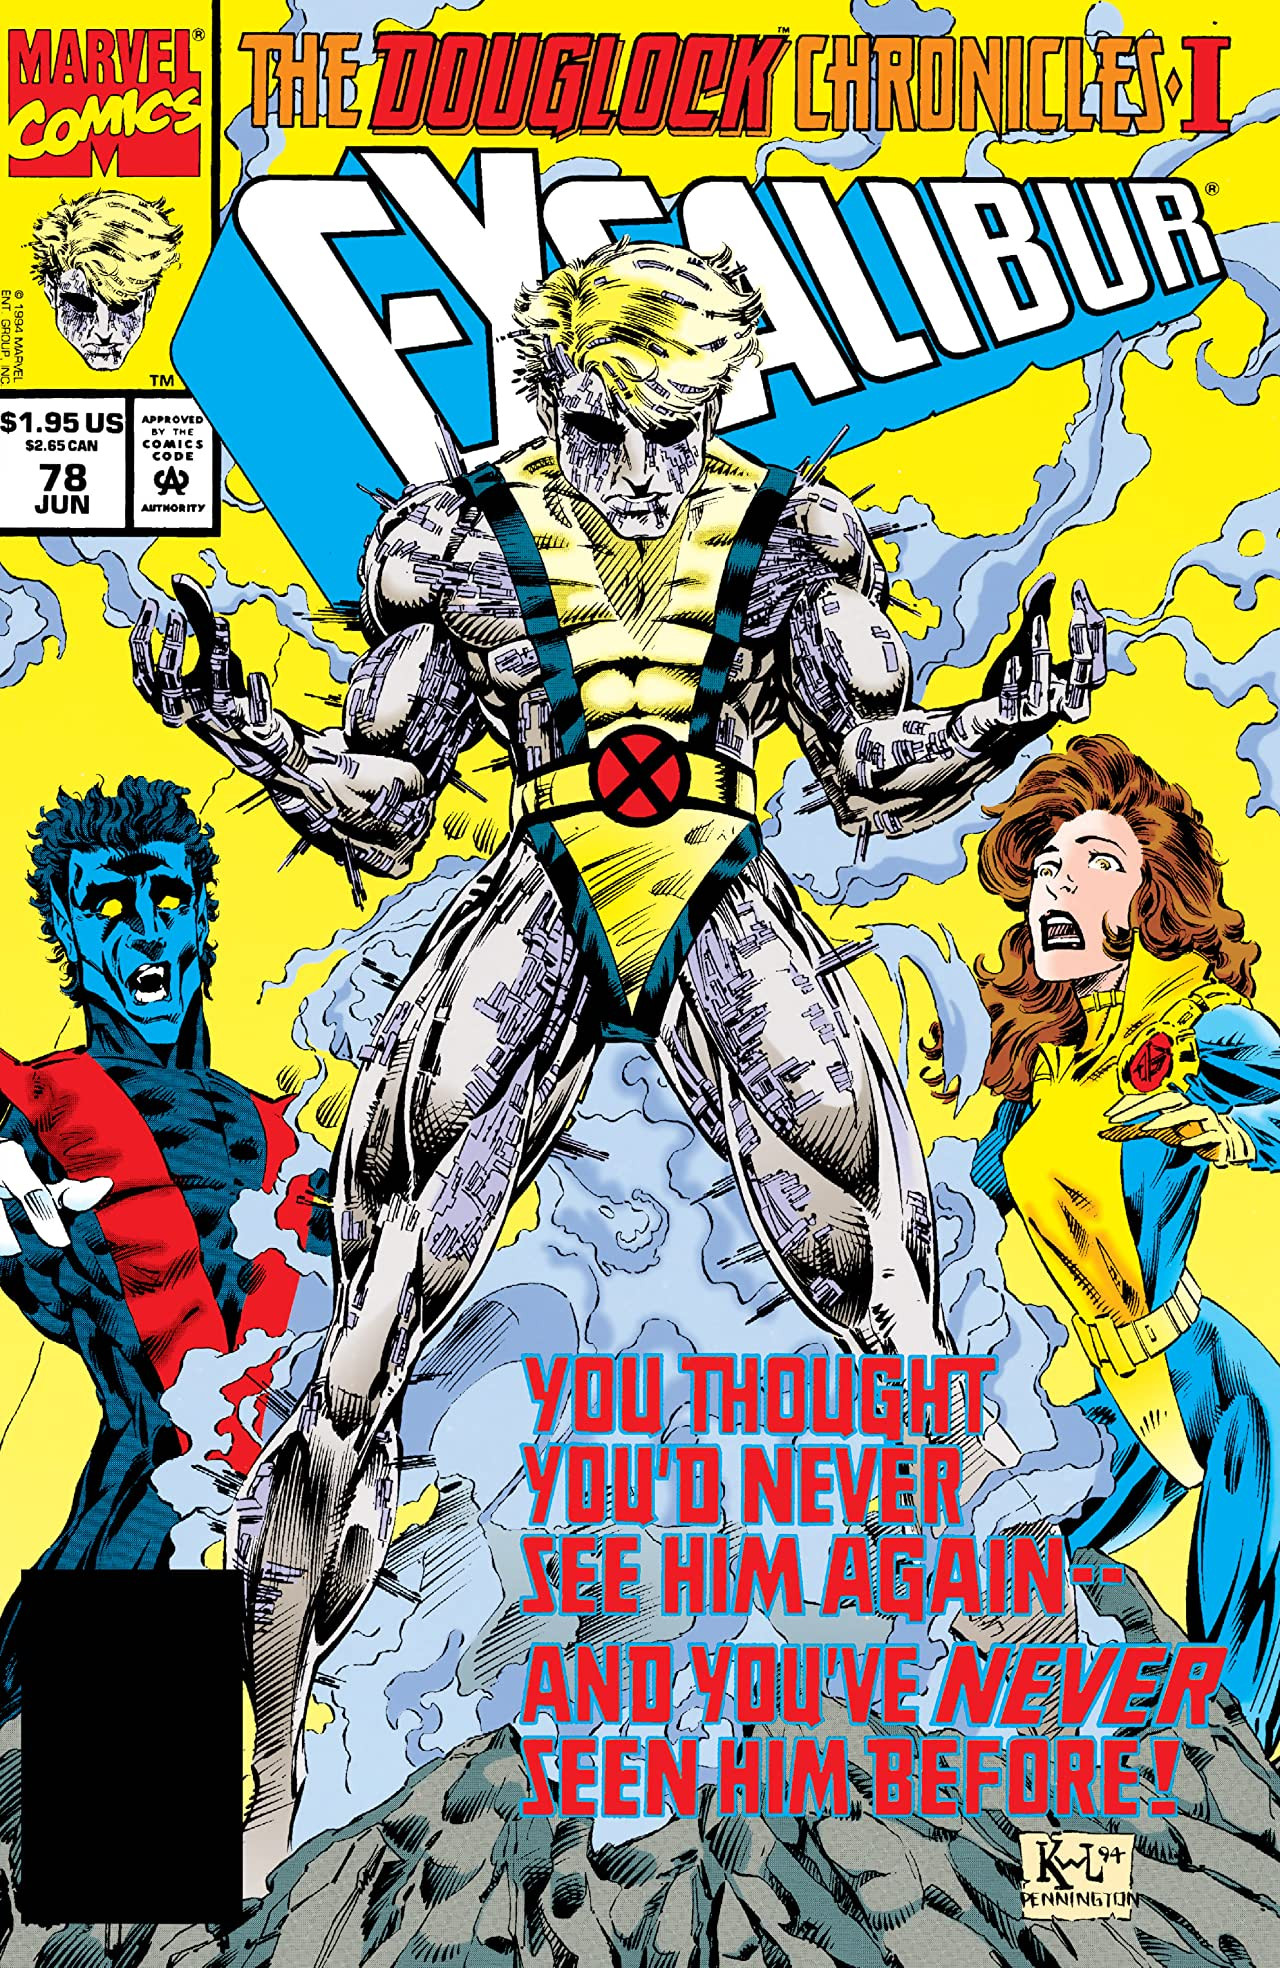 THE DOUGLOCK™ CHRONICLES•I
MARVEL®
COMICS
EXCALIBUR®
© 1994 MARVEL
ENT. GROUP, INC.
TM
$1.95 US
$2.65 CAN
78
JUN
APPROVED
BY THE
COMICS
CODE
CA
AUTHORITY
X
YOU THOUGHT
YOU'D NEVER
SEE HIM AGAIN--
AND YOU'VE NEVER
SEEN HIM BEFORE!
KWL 94
PENNINGTON